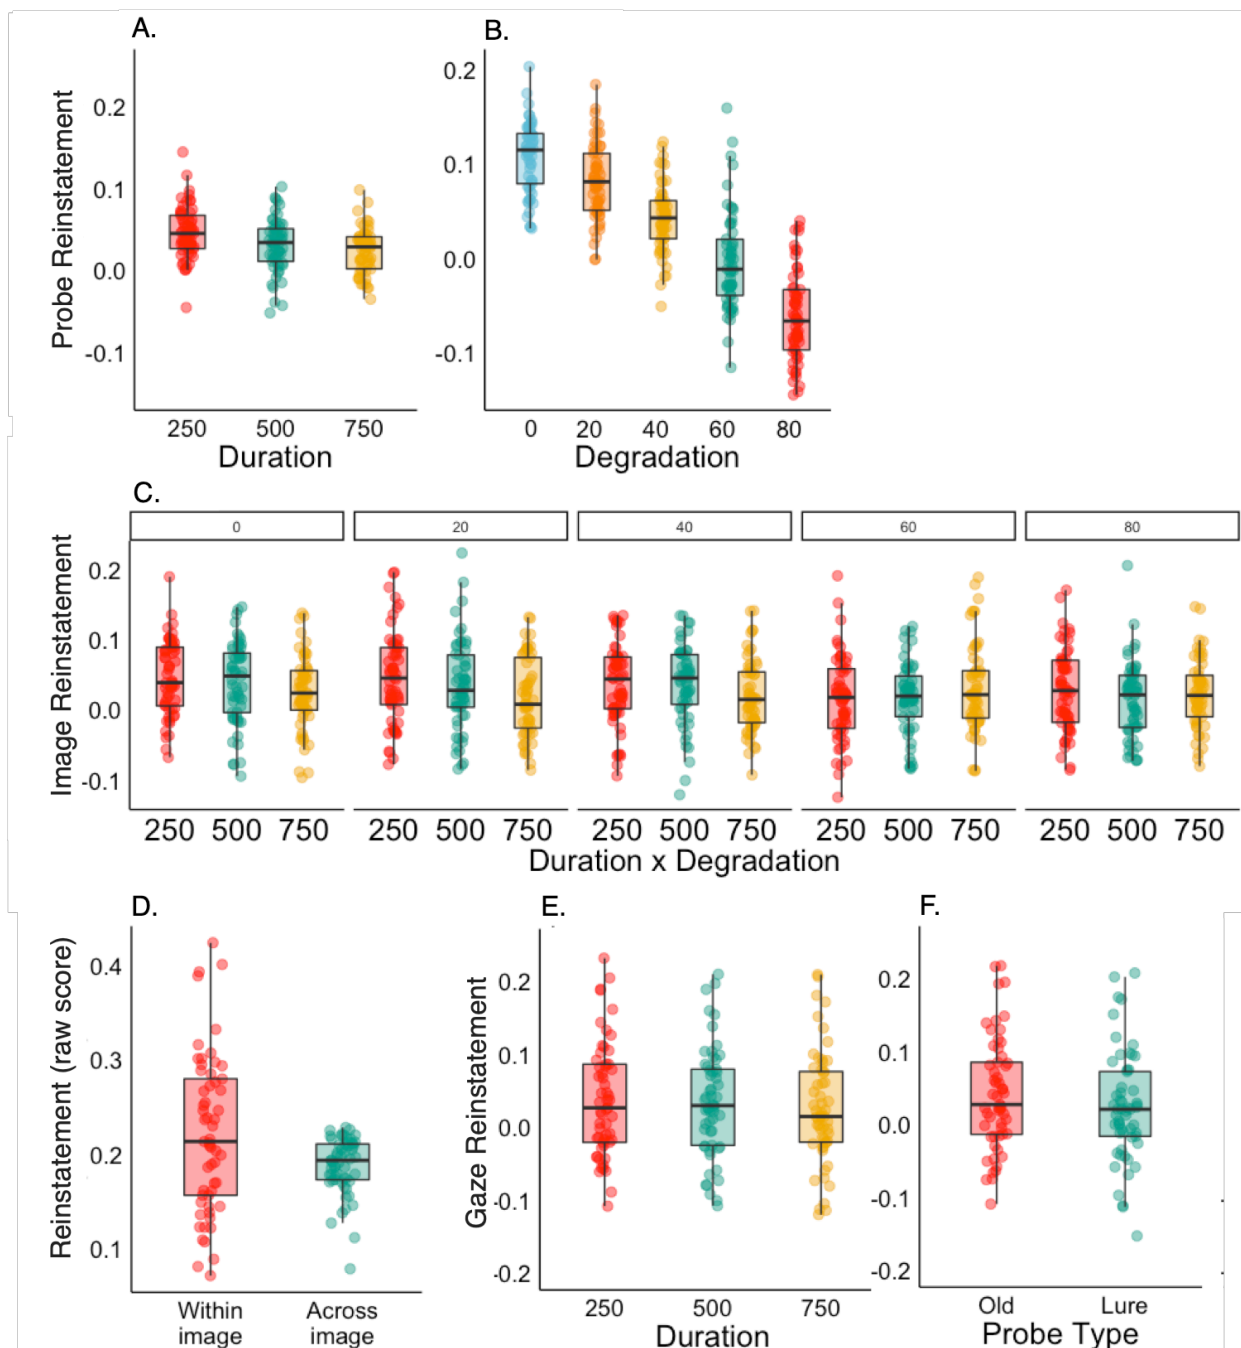 A.
B.
Probe Reinstatement
0.2
0.1
0.0
-0.1
250 500 750
Duration
0.2
0.1
0.0
-0.1
0 20 40 60 80
Degradation
C.
Image Reinstatement
0 20 40 60 80
0.2
0.1
0.0
-0.1
250 500 750 250 500 750 250 500 750 250 500 750 250 500 750
Duration x Degradation
D.
Reinstatement (raw score)
0.4
0.3
0.2
0.1
Within image
Across image
E.
Gaze Reinstatement
0.2
0.1
0.0
-0.1
-0.2
250 500 750
Duration
F.
0.2
0.1
0.0
-0.1
-0.2
Old Lure
Probe Type